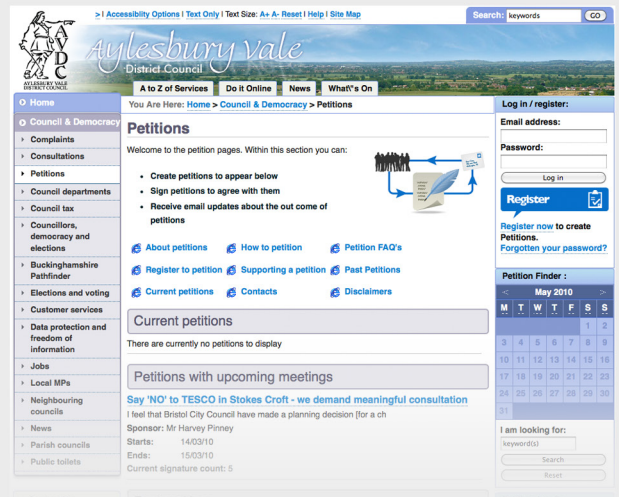 > I Accessiblity Options I Text Only I Text Size: A+ A- Reset I Help I Site Map
Search: keywords GO
AVDC
AYLESBURY VALE
DISTRICT COUNCIL
Aylesbury Vale
District Council
A to Z of Services Do it Online News What\"s On
Home
Council & Democracy
Complaints
Consultations
Petitions
Council departments
Council tax
Councillors,
democracy and
elections
Buckinghamshire
Pathfinder
Elections and voting
Customer services
Data protection and
freedom of
information
Jobs
Local MPs
Neighbouring
councils
News
Parish councils
Public toilets
You Are Here: Home > Council & Democracy > Petitions
Petitions
Welcome to the petition pages. Within this section you can:
• Create petitions to appear below
• Sign petitions to agree with them
• Receive email updates about the out come of
petitions
About petitions How to petition Petition FAQ's
Register to petition Supporting a petition Past Petitions
Current petitions Contacts Disclaimers
Current petitions
There are currently no petitions to display
Petitions with upcoming meetings
Say 'NO' to TESCO in Stokes Croft - we demand meaningful consultation
I feel that Bristol City Council have made a planning decision [for a ch
Sponsor: Mr Harvey Pinney
Starts: 14/03/10
Ends: 15/03/10
Current signature count: 5
Log in / register:
Email address:
Password:
Log in
Register
Register now to create
Petitions.
Forgotten your password?
Petition Finder :
< May 2010 >
M T W T F S S
1 2
3 4 5 6 7 8 9
10 11 12 13 14 15 16
17 18 19 20 21 22 23
24 25 26 27 28 29 30
31
I am looking for:
keyword(s)
Search
Reset